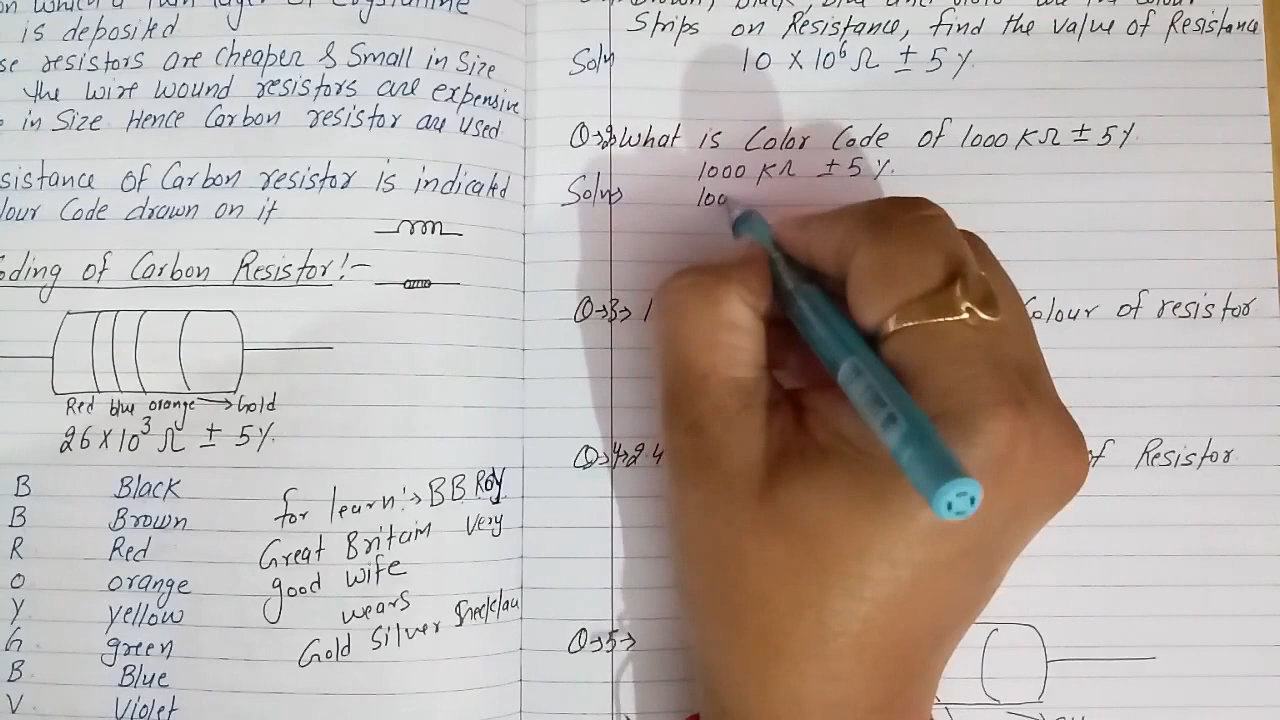 is deposited
se resistors are cheaper & Small in Size
the wire wound resistors are expensive
in Size. Hence Carbon resistor are used
sistance of Carbon resistor is indicated
lour Code drawn on it
ding of Carbon Resistor!-
Red blue orange → Gold
26 x 10³ Ω ± 5%.
B Black
B Brown
R Red
O orange
Y yellow
G green
B Blue
V Violet
for learn:→ B B Roy
Great Britain Very
good wife
wears
Gold Silver
Strips on Resistance, find the value of Resistance
Soln 10 x 10⁶ Ω ± 5%.
Q→2 What is Color Code of 1000 KΩ ± 5%.
1000 KΩ ± 5%.
Soln 100
Q→3→ 1 Colour of resistor
Q→4→2.4 of Resistor
Q→5→